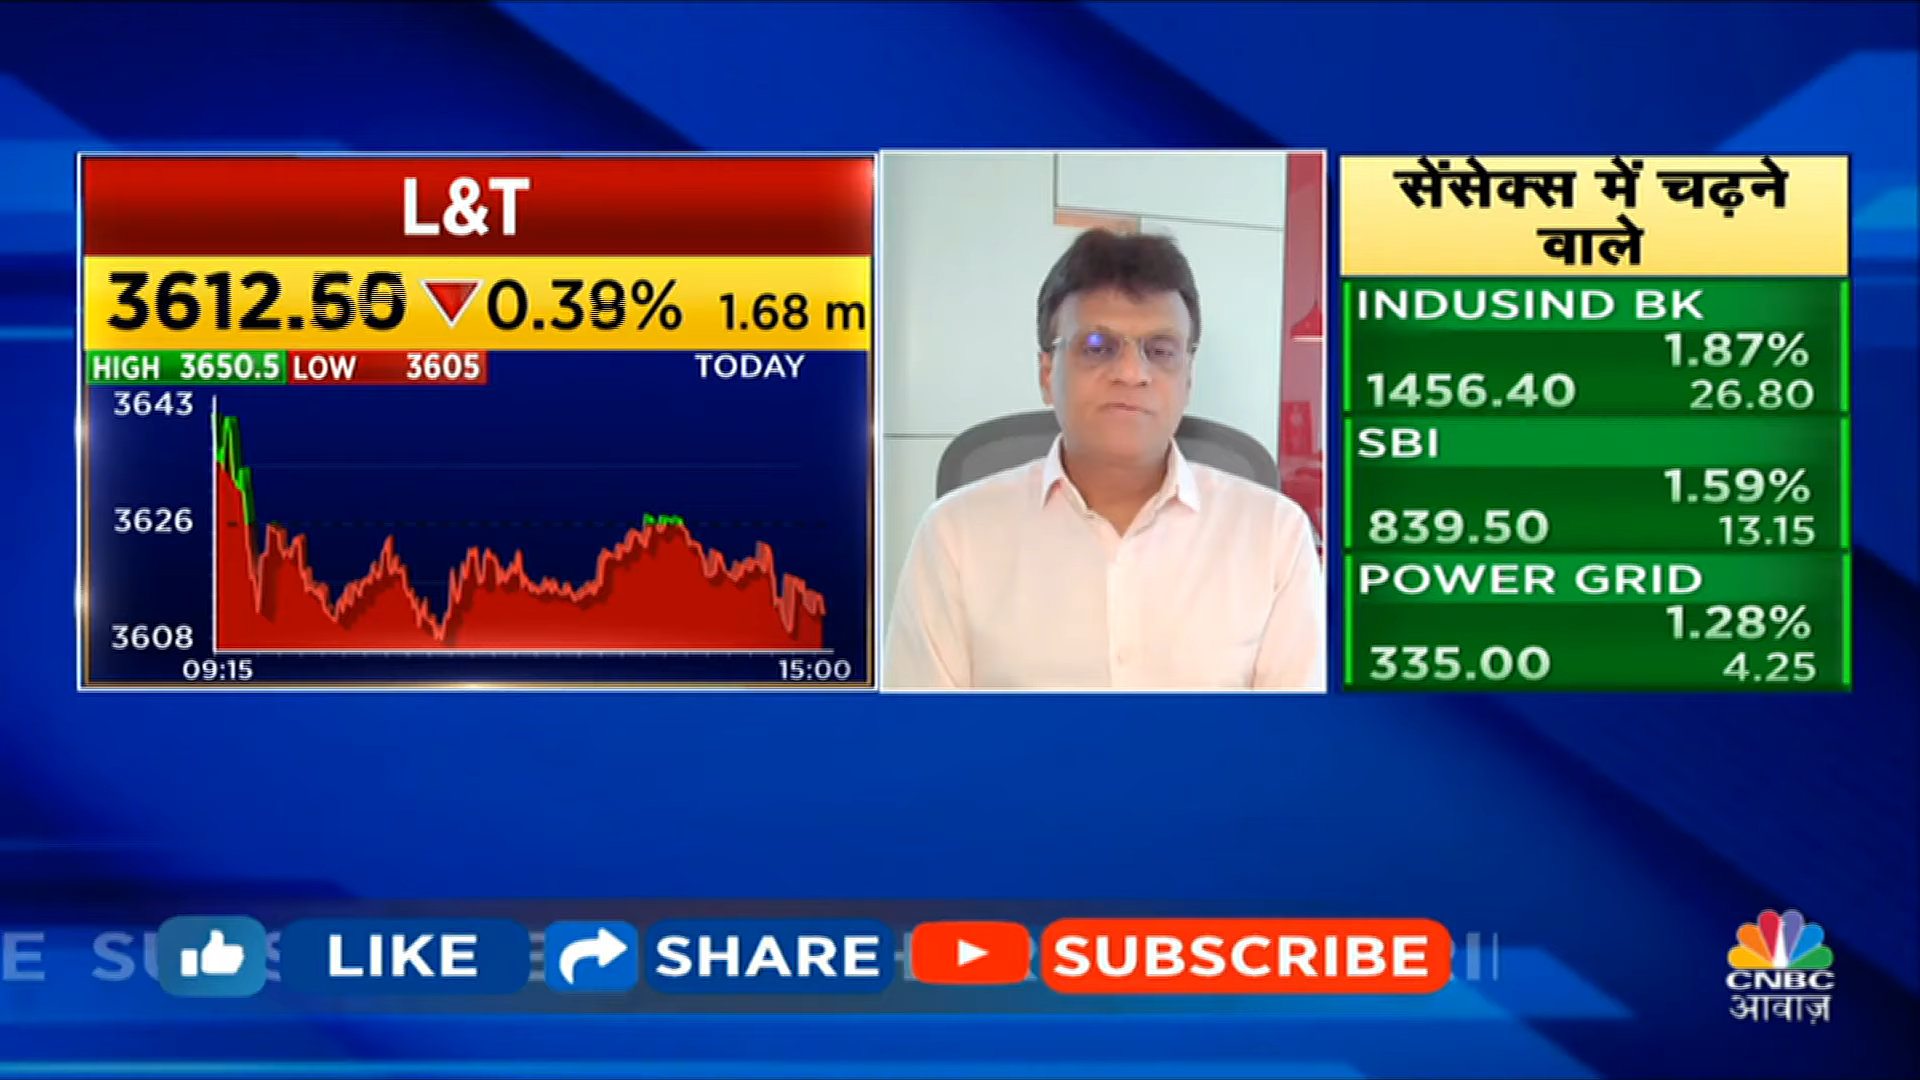 L&T
3612.
0.3 % 1.68 m
HIGH 3650.5 LOW 3605 TODAY
3643
3626
3608
09:15 15:00
सेंसेक्स में चढ़ने
वाले
INDUSIND BK
1.87%
1456.40 26.80
SBI
1.59%
839.50 13.15
POWER GRID
1.28%
335.00 4.25
LIKE SHARE SUBSCRIBE
CNBC
आवाज़